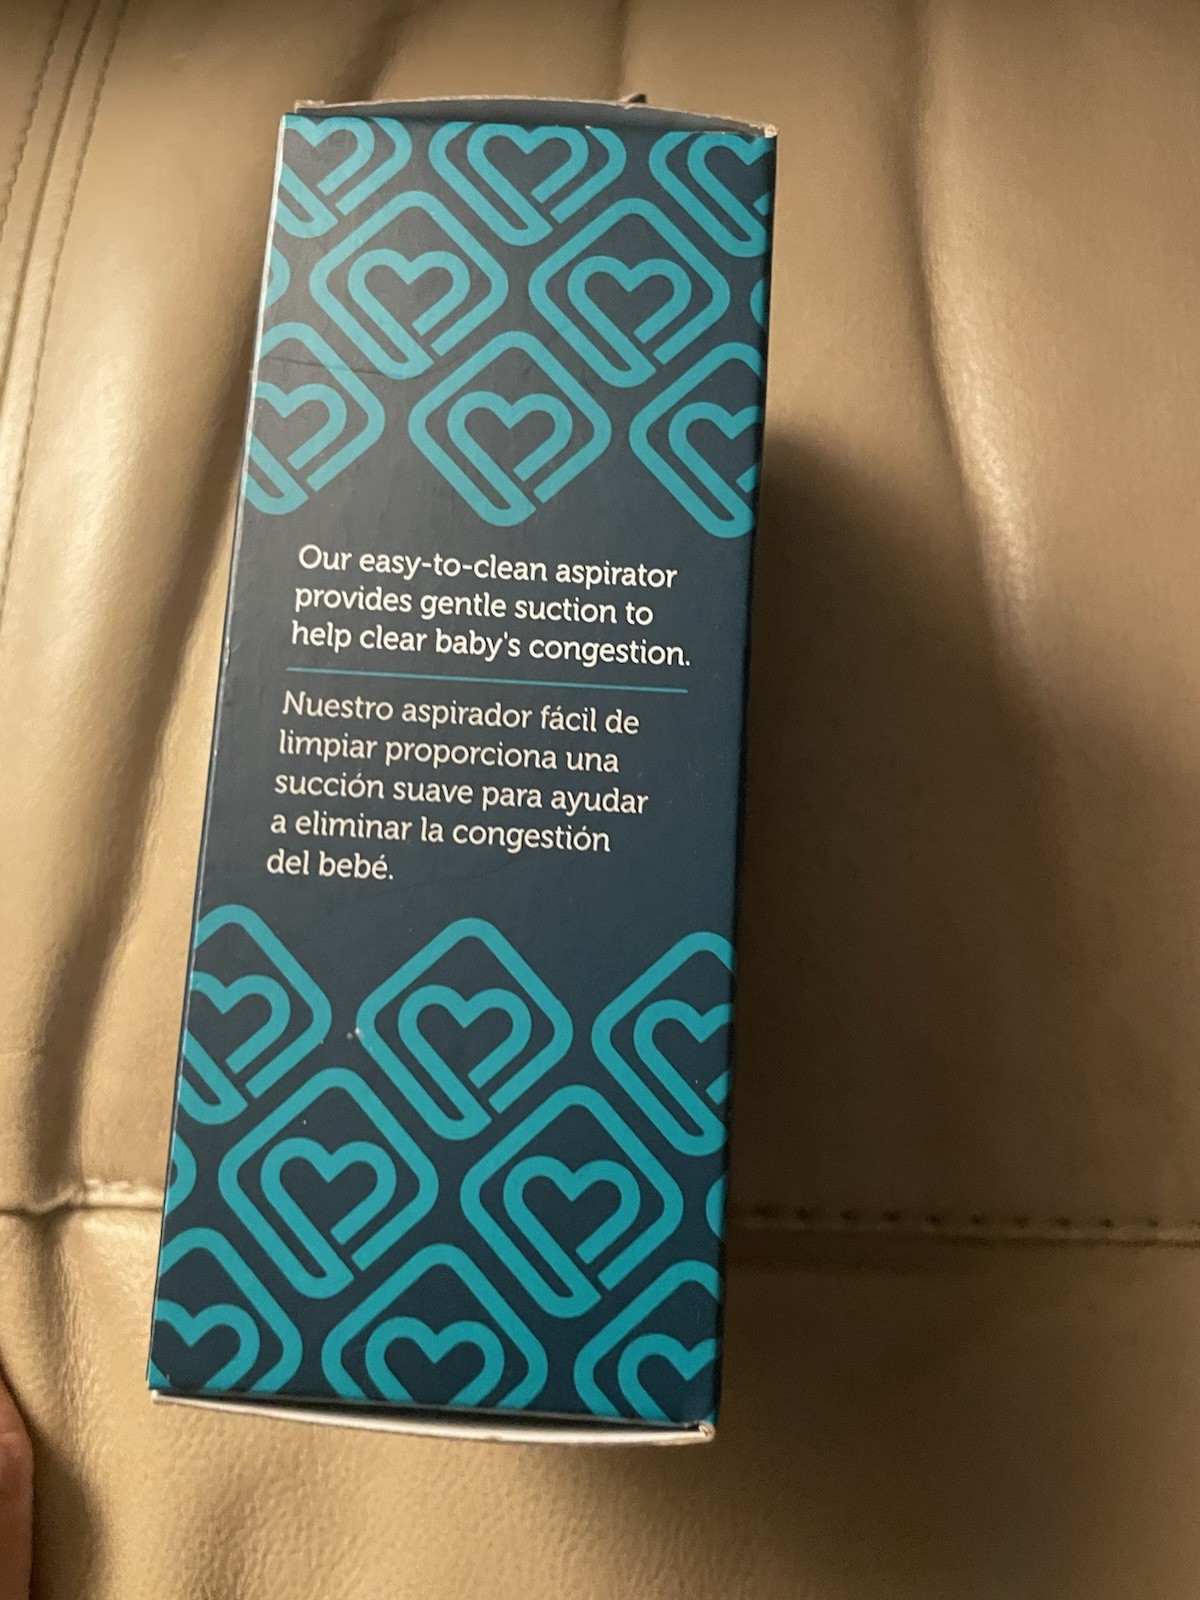 Our easy-to-clean aspirator
provides gentle suction to
help clear baby's congestion.
Nuestro aspirador fácil de
limpiar proporciona una
succión suave para ayudar
a eliminar la congestión
del bebé.